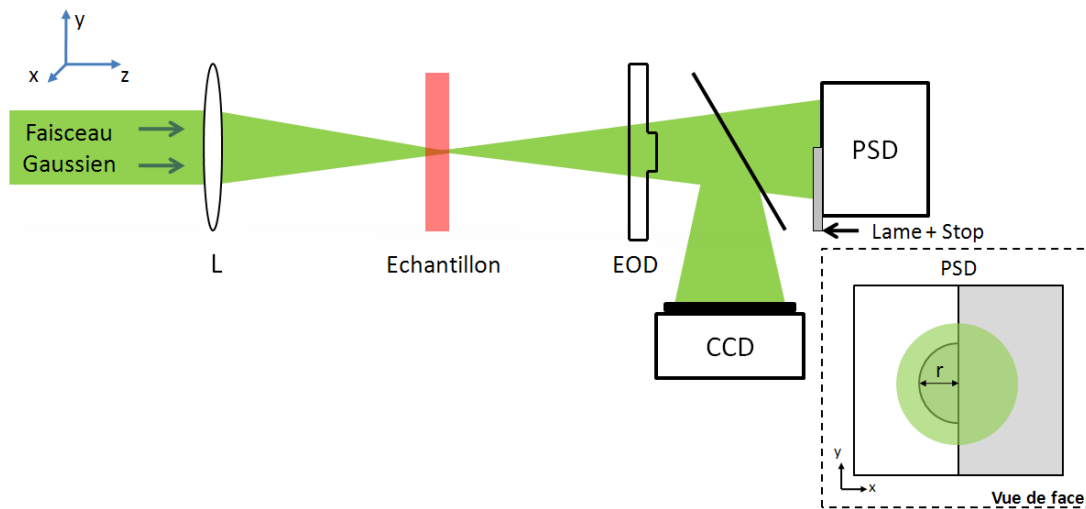 y
x
z
Faisceau
Gaussien
PSD
Lame + Stop
L
Echantillon
EOD
PSD
CCD
r
y
x
Vue de face